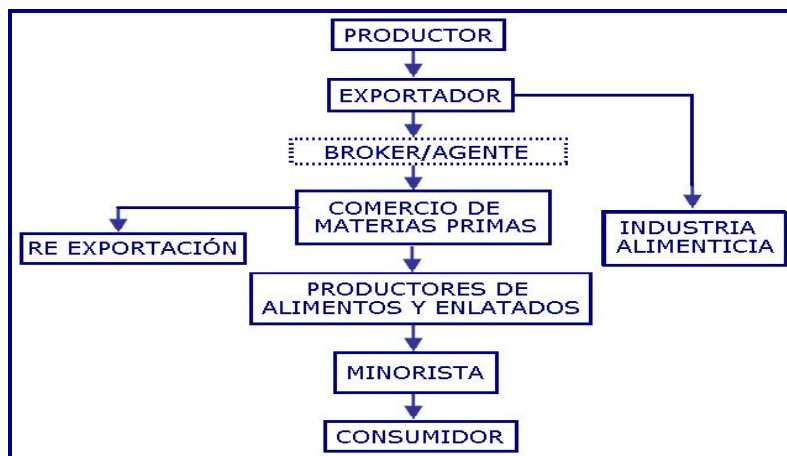 PRODUCTOR
EXPORTADOR
BROKER/AGENTE
COMERCIO DE
MATERIAS PRIMAS
RE EXPORTACIÓN
INDUSTRIA
ALIMENTICIA
PRODUCTORES DE
ALIMENTOS Y ENLATADOS
MINORISTA
CONSUMIDOR